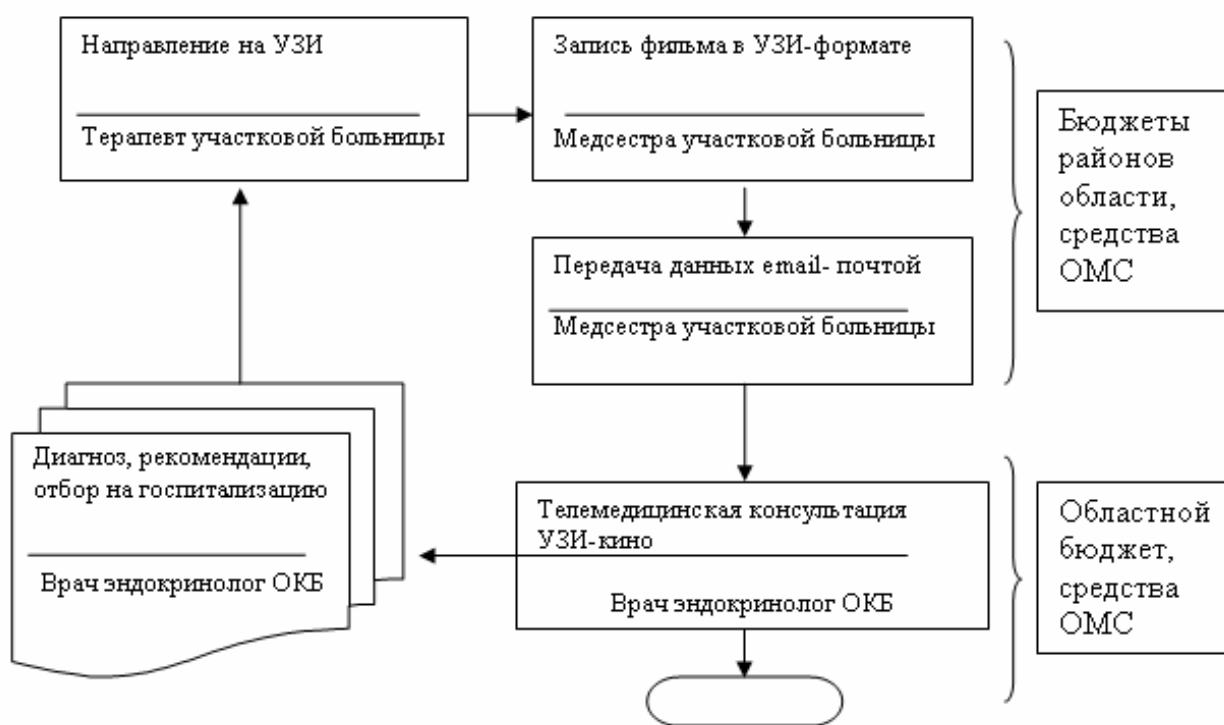 Направление на УЗИ
Терапевт участковой больницы
Запись фильма в УЗИ-формате
Медсестра участковой больницы
Бюджеты
районов
области,
средства
ОМС
Передача данных email- почтой
Медсестра участковой больницы
Диагноз, рекомендации,
отбор на госпитализацию
Врач эндокринолог ОКБ
Телемедицинская консультация
УЗИ-кино
Врач эндокринолог ОКБ
Областной
бюджет,
средства
ОМС